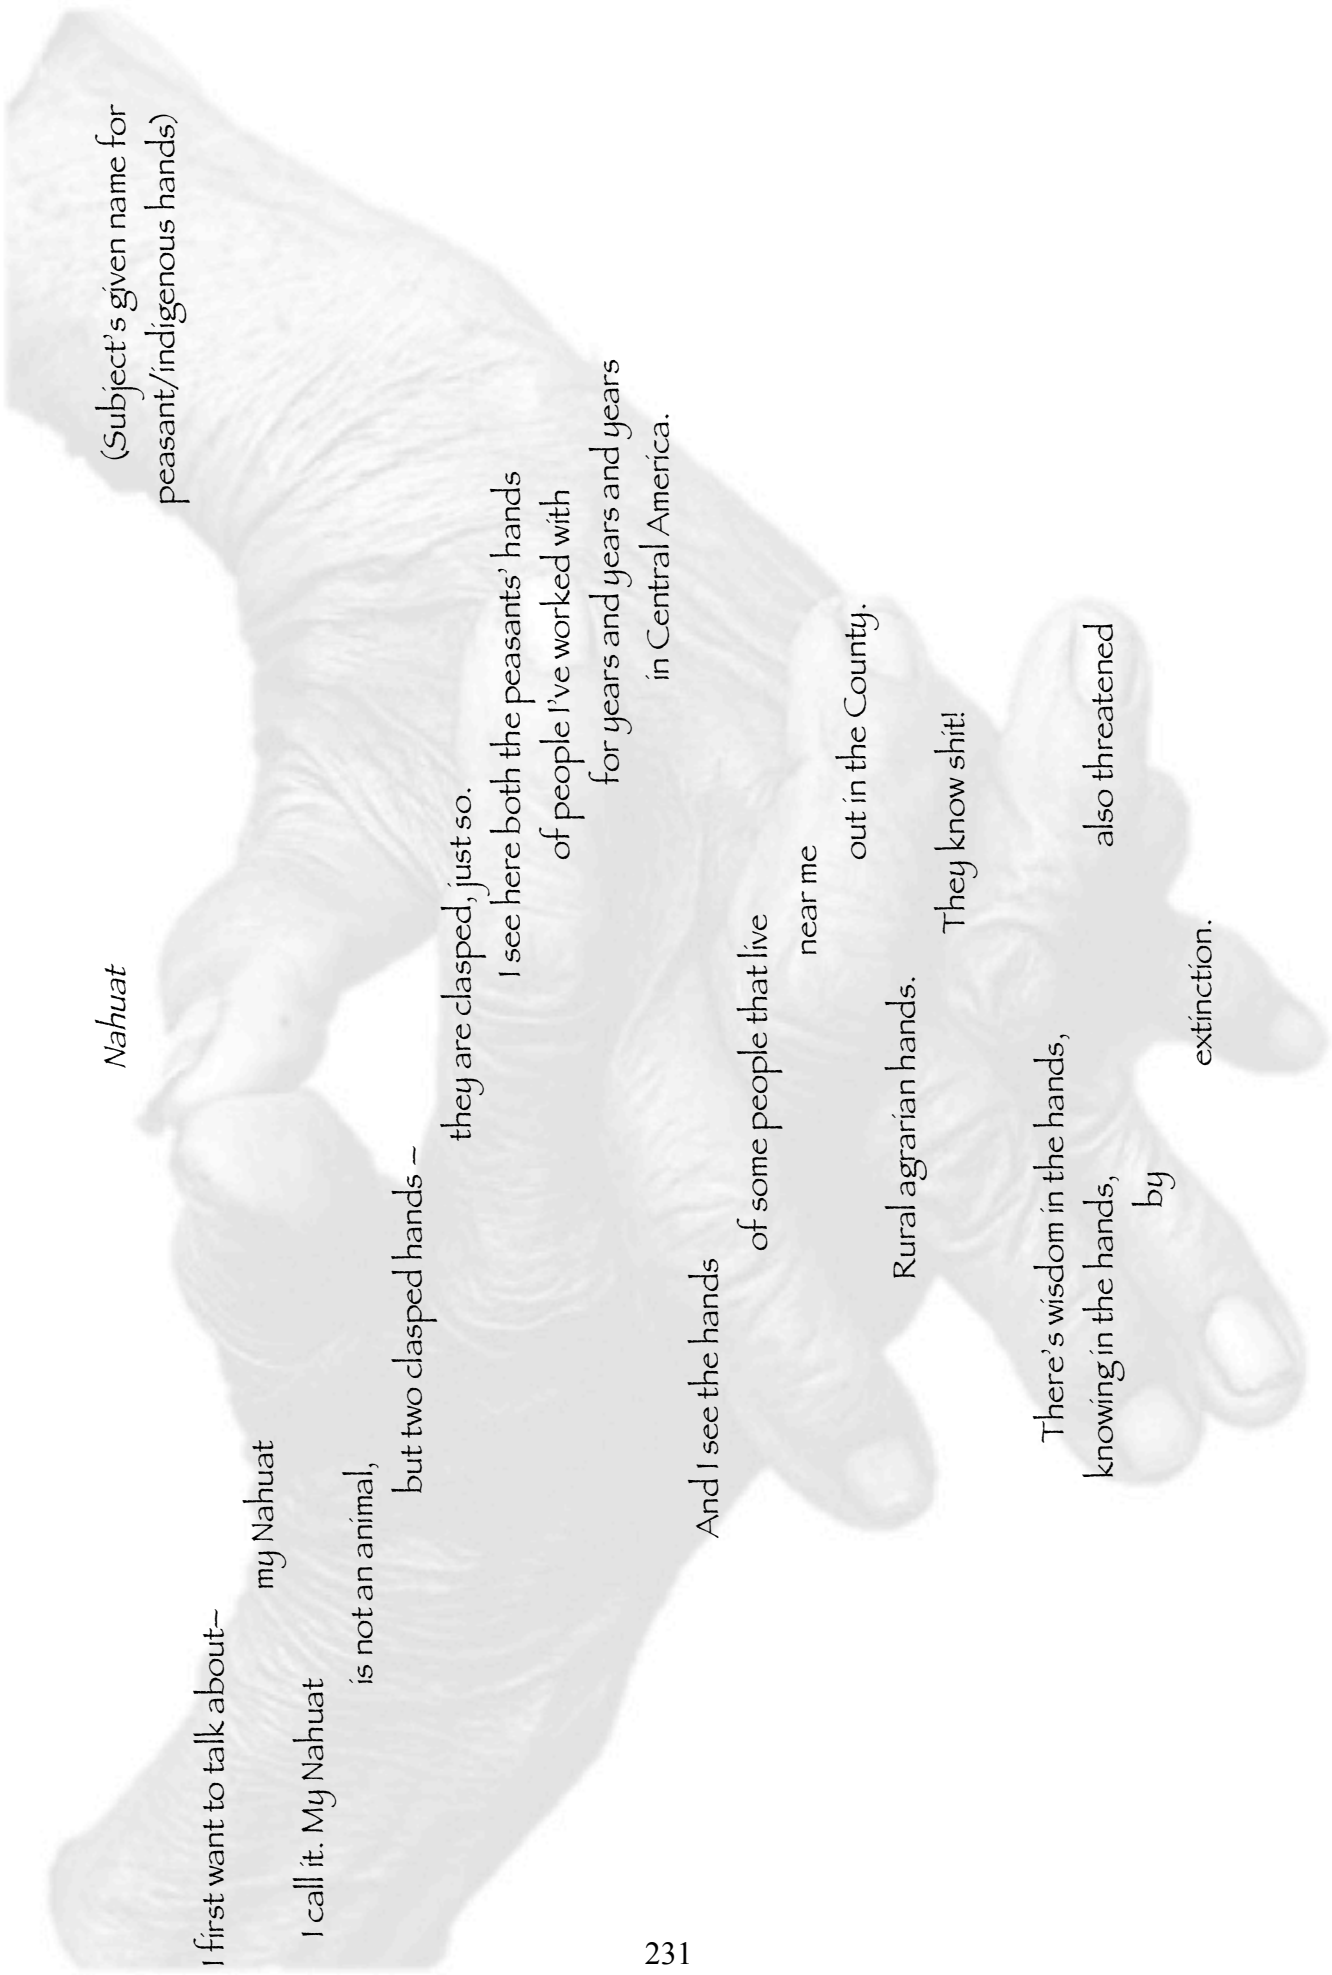 Nahuat
(Subject's given name for
peasant/indigenous hands)
I first want to talk about–
my Nahuat
I call it. My Nahuat
is not an animal,
but two clasped hands –
they are clasped, just so.
I see here both the peasants' hands
of people I've worked with
for years and years and years
in Central America.
And I see the hands
of some people that live
near me
out in the County.
Rural agrarian hands.
They know shit!
There's wisdom in the hands,
knowing in the hands, also threatened
by
extinction.
231